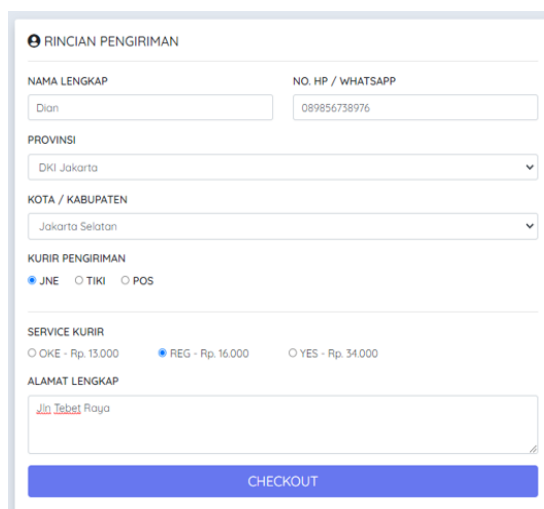 RINCIAN PENGIRIMAN
NAMA LENGKAP NO. HP / WHATSAPP
Dian 089856738976
PROVINSI
DKI Jakarta
KOTA / KABUPATEN
Jakarta Selatan
KURIR PENGIRIMAN
JNE TIKI POS
SERVICE KURIR
OKE - Rp. 13.000 REG - Rp. 16.000 YES - Rp. 34.000
ALAMAT LENGKAP
Jln Tebet Raya
CHECKOUT